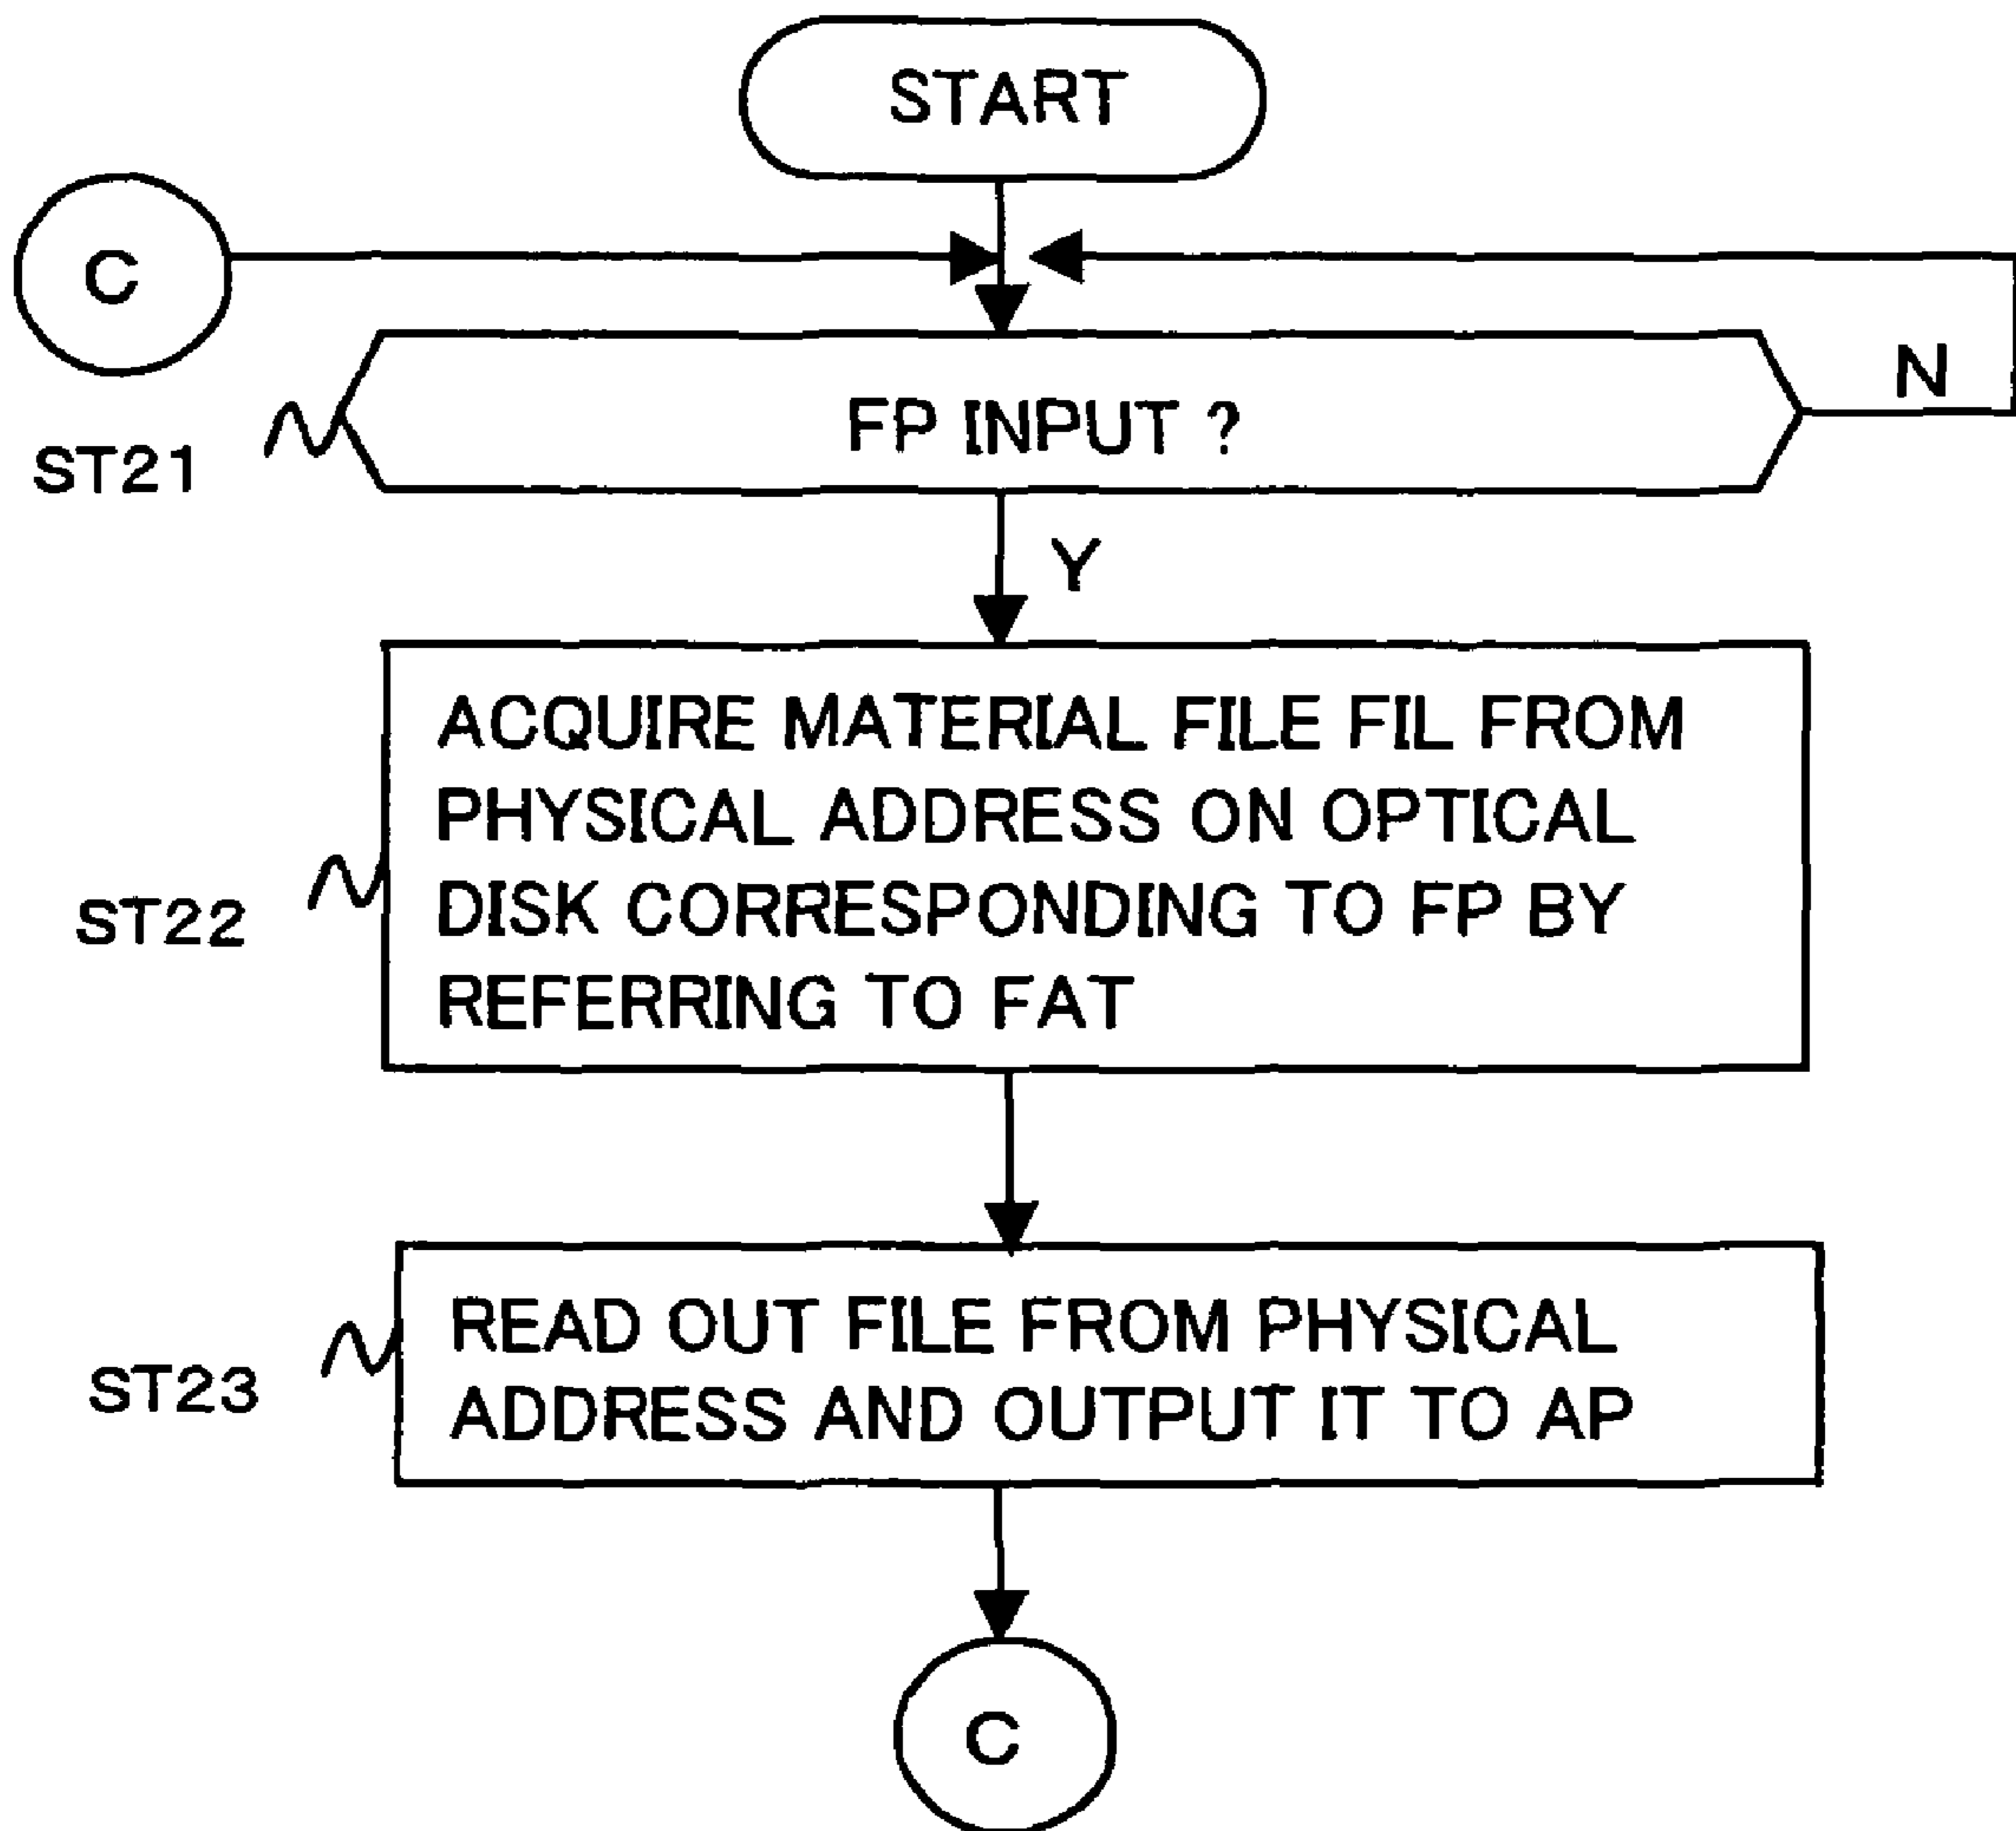 START
C
N
FP INPUT ?
ST21
Y
ACQUIRE MATERIAL FILE FIL FROM
PHYSICAL ADDRESS ON OPTICAL
DISK CORRESPONDING TO FP BY
REFERRING TO FAT
ST22
READ OUT FILE FROM PHYSICAL
ADDRESS AND OUTPUT IT TO AP
ST23
C